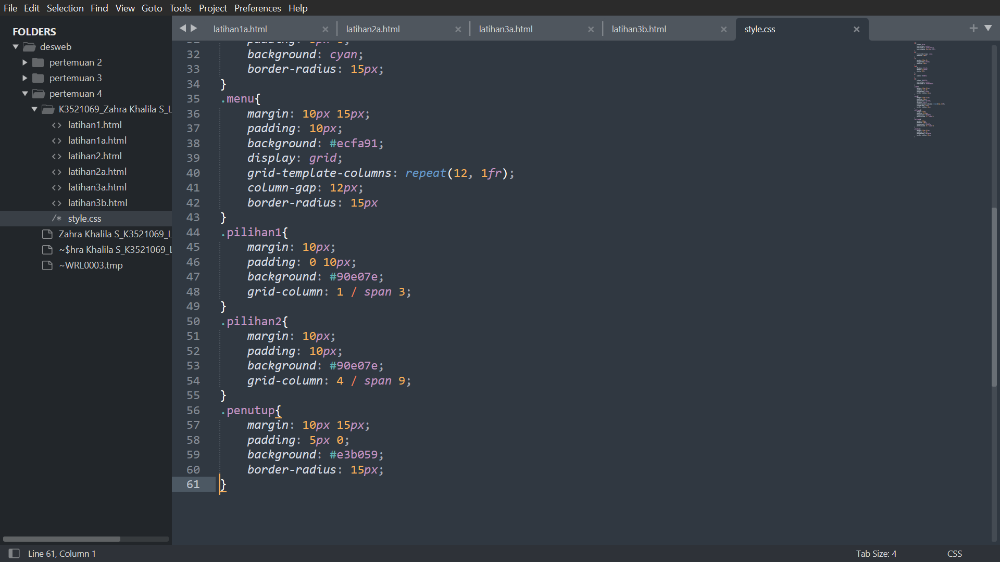 File Edit Selection Find View Goto Tools Project Preferences Help
FOLDERS
desweb
pertemuan 2
pertemuan 3
pertemuan 4
K3521069_Zahra Khalila S_L
<> latihan1.html
<> latihan1a.html
<> latihan2.html
<> latihan2a.html
<> latihan3a.html
<> latihan3b.html
/* style.css
Zahra Khalila S_K3521069_L
~$hra Khalila S_K3521069_L
~WRL0003.tmp
latihan1a.html × latihan2a.html × latihan3a.html × latihan3b.html × style.css ×
32 background: cyan;
33 border-radius: 15px;
34 }
35 .menu{
36 margin: 10px 15px;
37 padding: 10px;
38 background: #ecfa91;
39 display: grid;
40 grid-template-columns: repeat(12, 1fr);
41 column-gap: 12px;
42 border-radius: 15px
43 }
44 .pilihan1{
45 margin: 10px;
46 padding: 0 10px;
47 background: #90e07e;
48 grid-column: 1 / span 3;
49 }
50 .pilihan2{
51 margin: 10px;
52 padding: 10px;
53 background: #90e07e;
54 grid-column: 4 / span 9;
55 }
56 .penutup{
57 margin: 10px 15px;
58 padding: 5px 0;
59 background: #e3b059;
60 border-radius: 15px;
61 }
Line 61, Column 1
Tab Size: 4
CSS